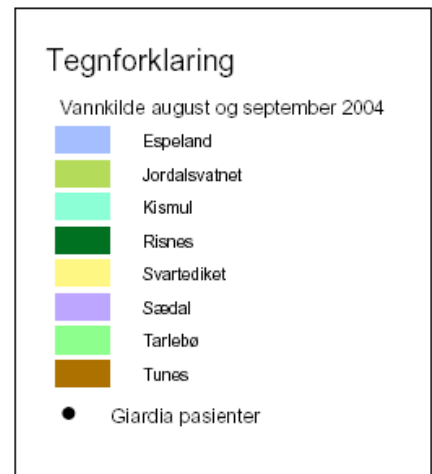 Tegnforklaring
Vannkilde august og september 2004
Espeland
Jordalsvatnet
Kismul
Risnes
Svartediket
Sædal
Tarlebø
Tunes
Giardia pasienter